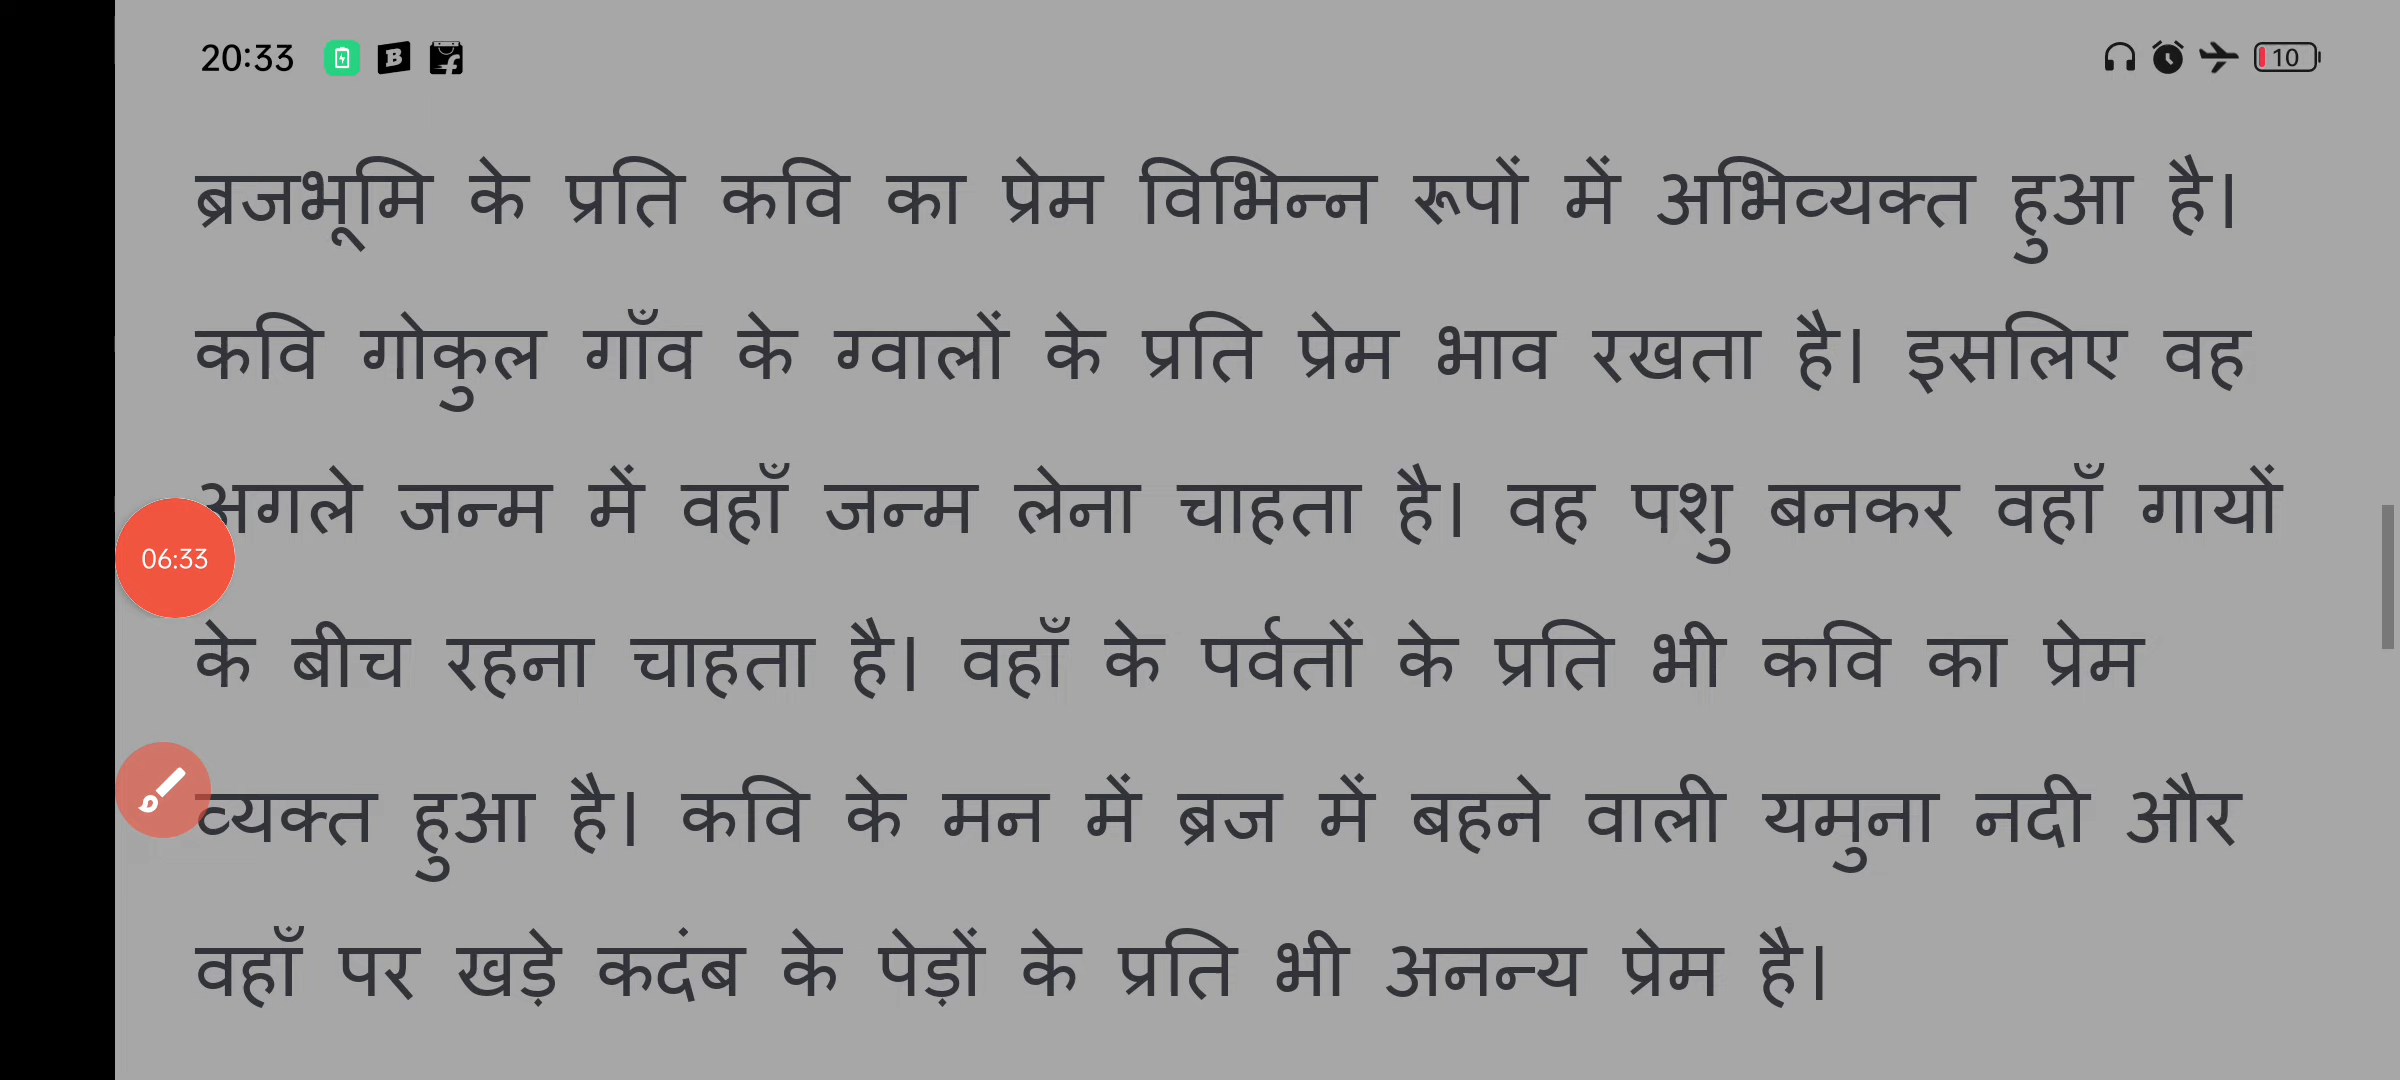 20:33 B 10
ब्रजभूमि के प्रति कवि का प्रेम विभिन्न रूपों में अभिव्यक्त हुआ है।
कवि गोकुल गाँव के ग्वालों के प्रति प्रेम भाव रखता है। इसलिए वह
अगले जन्म में वहाँ जन्म लेना चाहता है। वह पशु बनकर वहाँ गायों
06:33
के बीच रहना चाहता है। वहाँ के पर्वतों के प्रति भी कवि का प्रेम
व्यक्त हुआ है। कवि के मन में ब्रज में बहने वाली यमुना नदी और
वहाँ पर खड़े कदंब के पेड़ों के प्रति भी अनन्य प्रेम है।